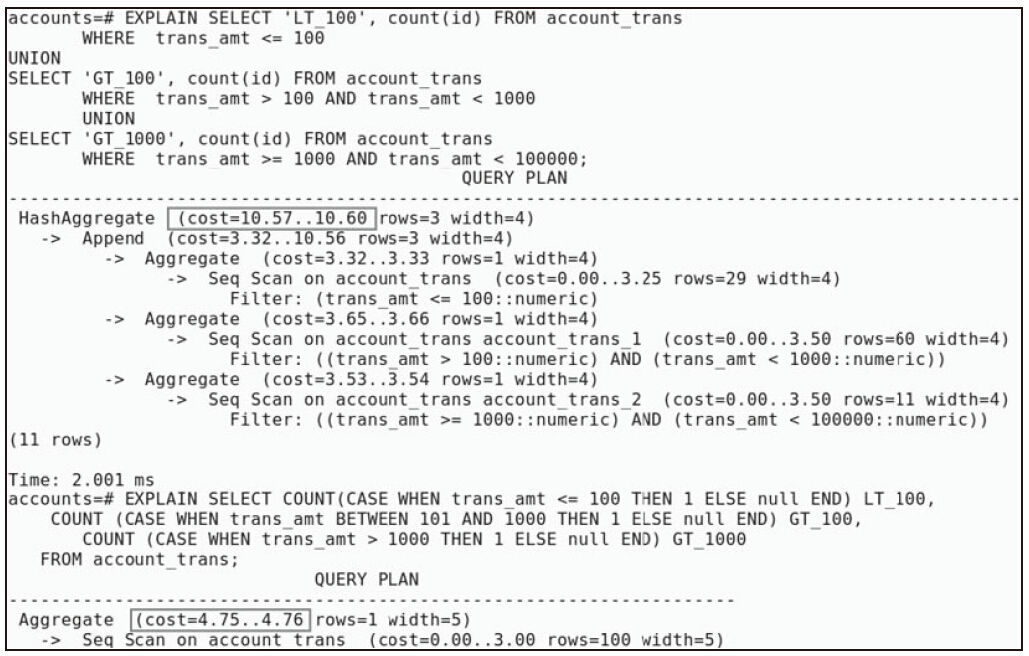 accounts=# EXPLAIN SELECT 'LT_100', count(id) FROM account_trans
WHERE trans_amt <= 100
UNION
SELECT 'GT_100', count(id) FROM account_trans
WHERE trans_amt > 100 AND trans_amt < 1000
UNION
SELECT 'GT_1000', count(id) FROM account_trans
WHERE trans_amt >= 1000 AND trans_amt < 100000;
QUERY PLAN
--------------------------------------------------------------------------------------------------
HashAggregate (cost=10.57..10.60 rows=3 width=4)
-> Append (cost=3.32..10.56 rows=3 width=4)
-> Aggregate (cost=3.32..3.33 rows=1 width=4)
-> Seq Scan on account_trans (cost=0.00..3.25 rows=29 width=4)
Filter: (trans_amt <= 100::numeric)
-> Aggregate (cost=3.65..3.66 rows=1 width=4)
-> Seq Scan on account_trans account_trans_1 (cost=0.00..3.50 rows=60 width=4)
Filter: ((trans_amt > 100::numeric) AND (trans_amt < 1000::numeric))
-> Aggregate (cost=3.53..3.54 rows=1 width=4)
-> Seq Scan on account_trans account_trans_2 (cost=0.00..3.50 rows=11 width=4)
Filter: ((trans_amt >= 1000::numeric) AND (trans_amt < 100000::numeric))
(11 rows)
Time: 2.001 ms
accounts=# EXPLAIN SELECT COUNT(CASE WHEN trans_amt <= 100 THEN 1 ELSE null END) LT_100,
COUNT (CASE WHEN trans_amt BETWEEN 101 AND 1000 THEN 1 ELSE null END) GT_100,
COUNT (CASE WHEN trans_amt > 1000 THEN 1 ELSE null END) GT_1000
FROM account_trans;
QUERY PLAN
---------------------------------------------------------------------
Aggregate (cost=4.75..4.76 rows=1 width=5)
-> Seq Scan on account_trans (cost=0.00..3.00 rows=100 width=5)